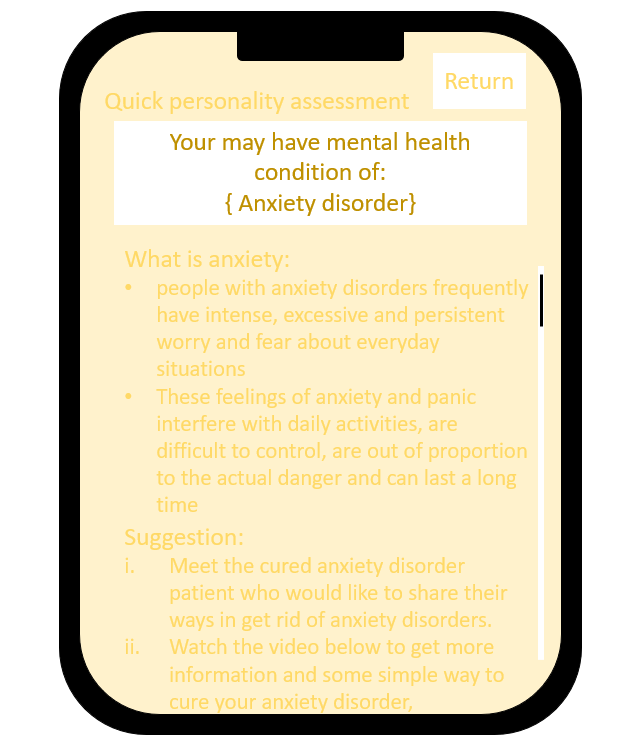 Return
Quick personality assessment
Your may have mental health
condition of:
{ Anxiety disorder}
What is anxiety:
• people with anxiety disorders frequently
have intense, excessive and persistent
worry and fear about everyday
situations
• These feelings of anxiety and panic
interfere with daily activities, are
difficult to control, are out of proportion
to the actual danger and can last a long
time
Suggestion:
i. Meet the cured anxiety disorder
patient who would like to share their
ways in get rid of anxiety disorders.
ii. Watch the video below to get more
information and some simple way to
cure your anxiety disorder,